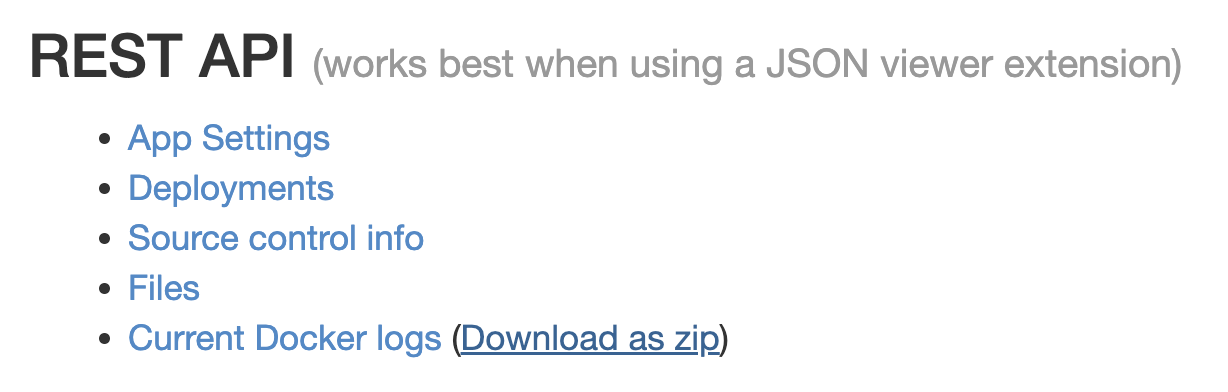 REST API (works best when using a JSON viewer extension)
• App Settings
• Deployments
• Source control info
• Files
• Current Docker logs (Download as zip)